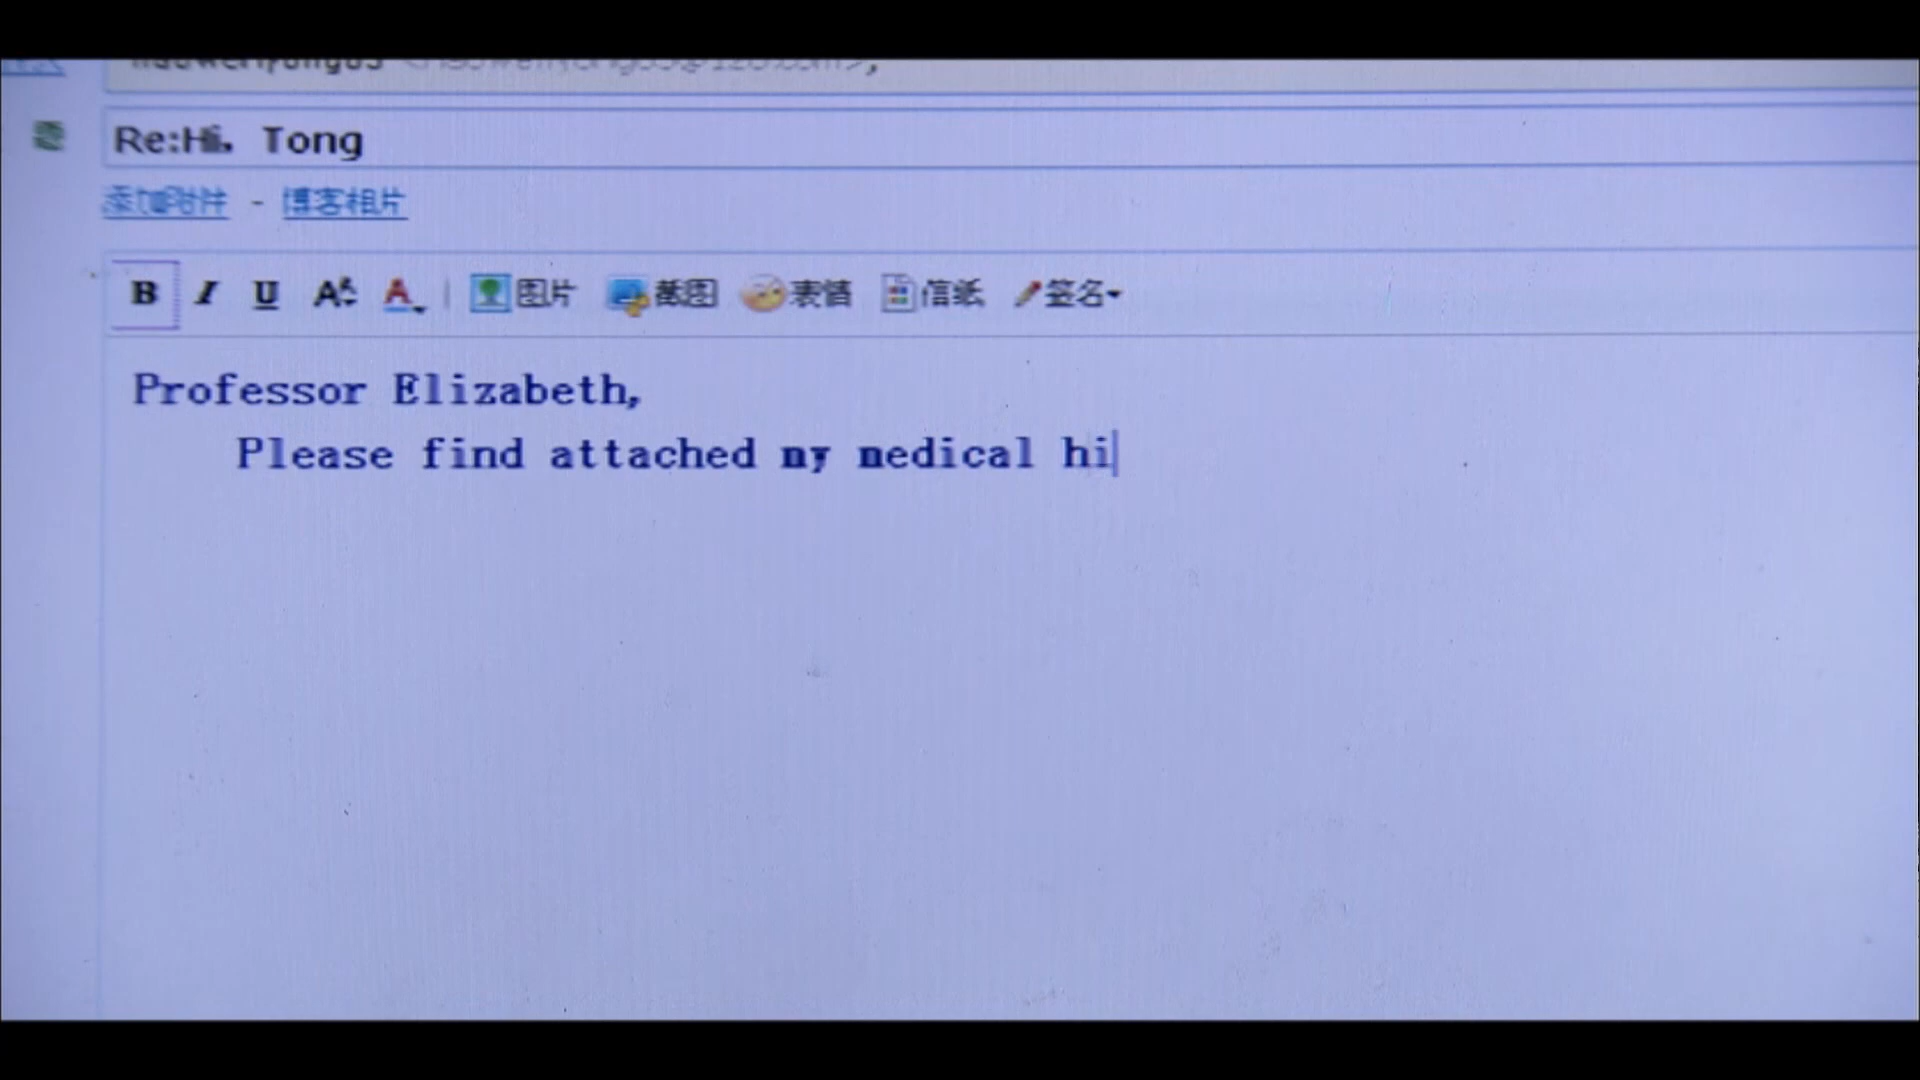 Re:Hi, Tong
添加附件 - 博客相片
B I U A 图片 截图 表情 信纸 签名
Professor Elizabeth,
Please find attached my medical hi